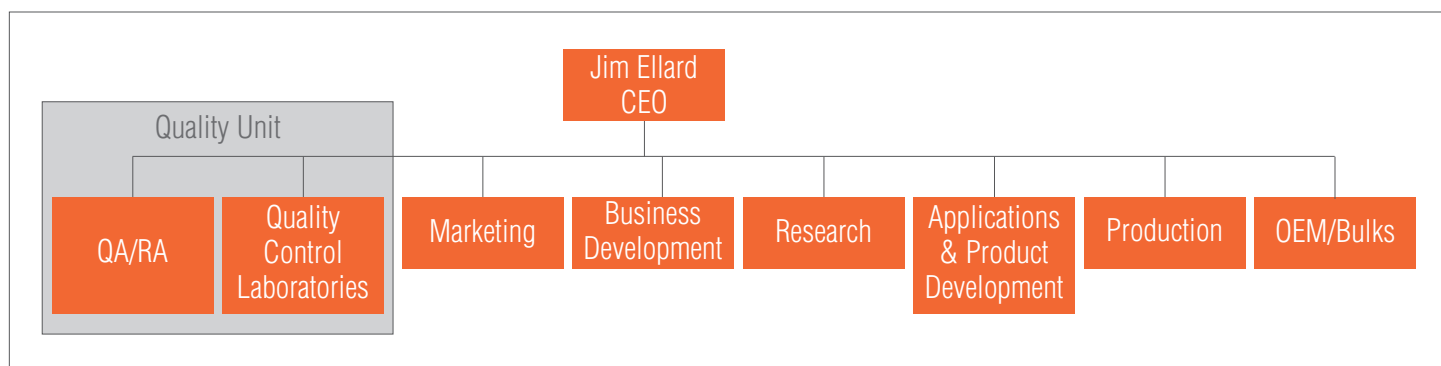 Jim Ellard
CEO
Quality Unit
QA/RA
Quality
Control
Laboratories
Marketing
Business
Development
Research
Applications
& Product
Development
Production
OEM/Bulks